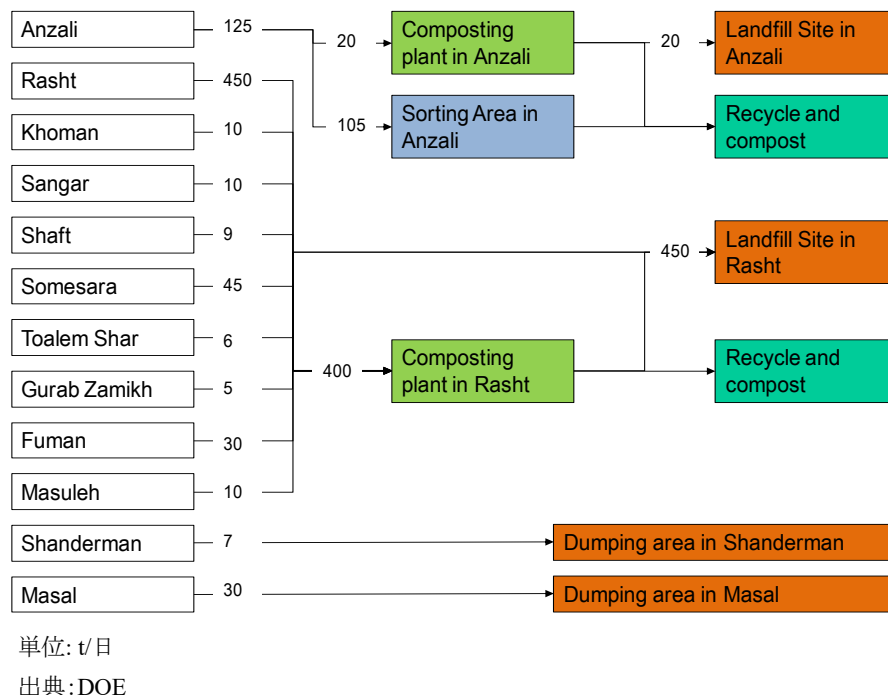 Anzali
125
20
Composting
plant in Anzali
20
Landfill Site in
Anzali
Rasht
450
105
Sorting Area in
Anzali
Recycle and
compost
Khoman
10
Sangar
10
Shaft
9
450
Landfill Site in
Rasht
Somesara
45
Toalem Shar
6
400
Composting
plant in Rasht
Recycle and
compost
Gurab Zamikh
5
Fuman
30
Masuleh
10
Shanderman
7
Dumping area in Shanderman
Masal
30
Dumping area in Masal
単位: t/日
出典:DOE